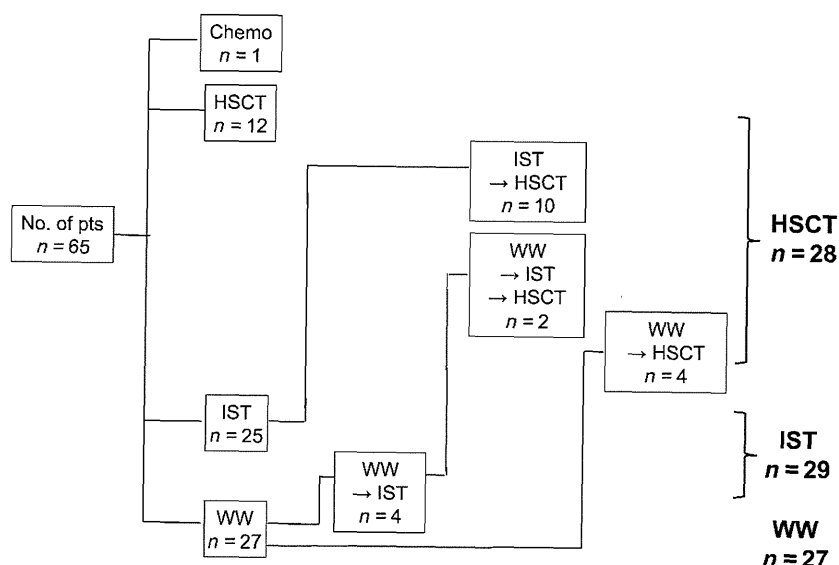 Chemo
n = 1
HSCT
n = 12
No. of pts
n = 65
IST
→ HSCT
n = 10
WW
→ IST
→ HSCT
n = 2
WW
→ HSCT
n = 4
HSCT
n = 28
IST
n = 25
WW
→ IST
n = 4
IST
n = 29
WW
n = 27
WW
n = 27